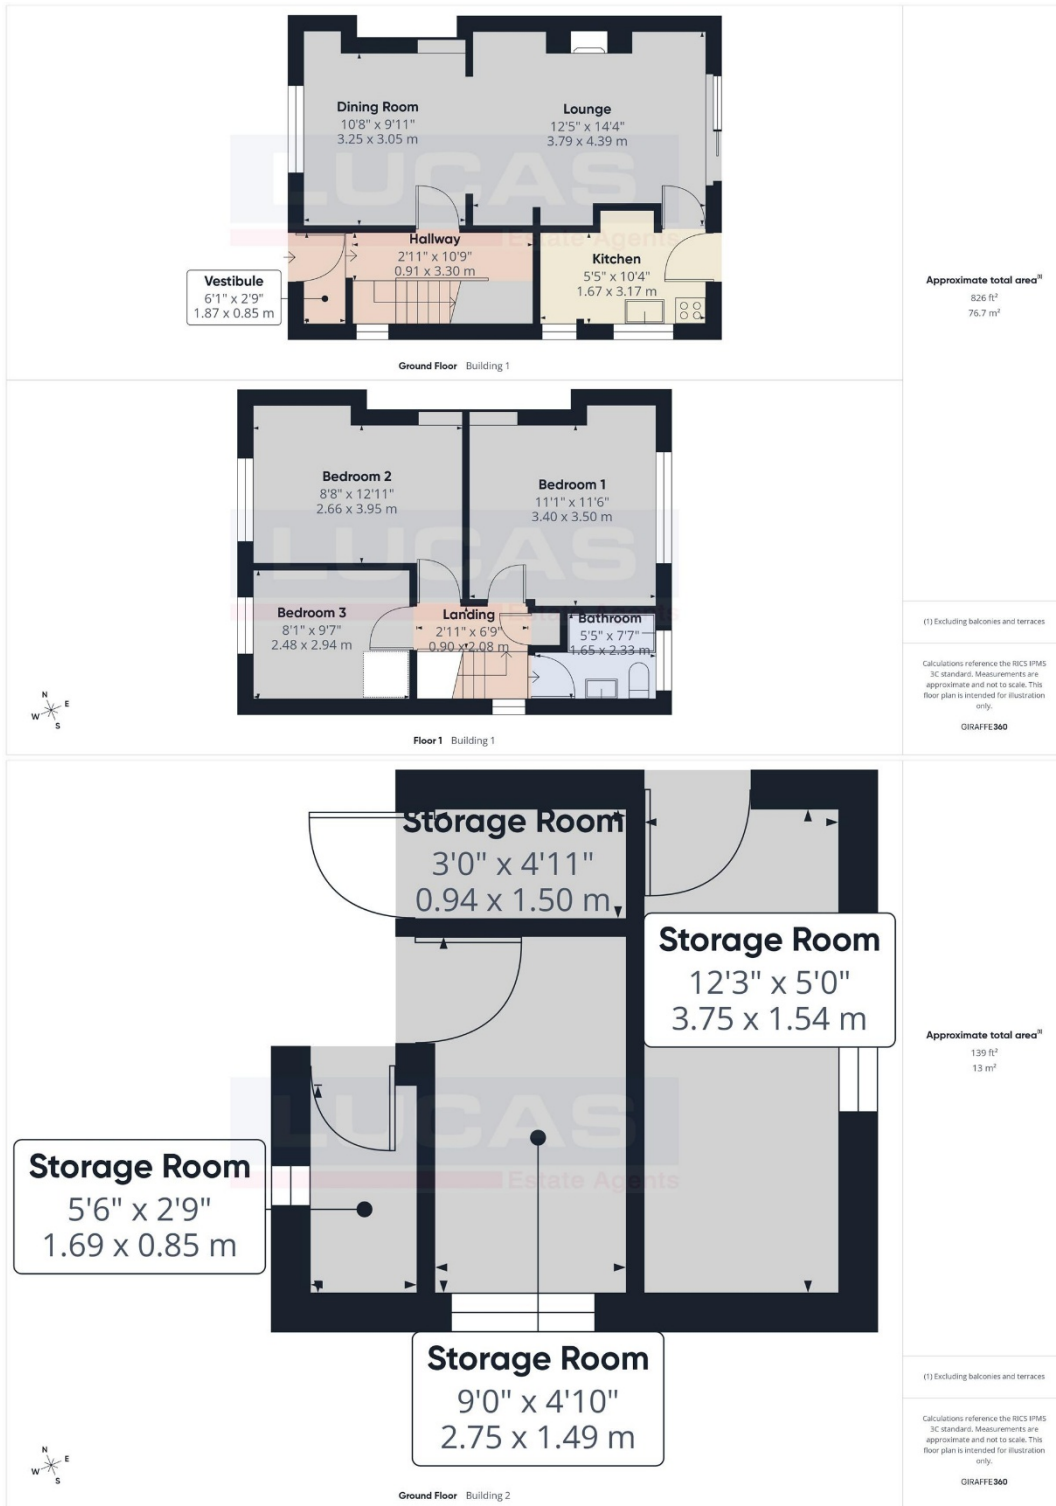 Dining Room
10'8" x 9'11"
3.25 x 3.05 m
Lounge
12'5" x 14'4"
3.79 x 4.39 m
LUCAS
Estate Agents
Hallway
2'11" x 10'9"
0.91 x 3.30 m
Kitchen
5'5" x 10'4"
1.67 x 3.17 m
Vestibule
6'1" x 2'9"
1.87 x 0.85 m
Ground Floor Building 1
Approximate total area(1)
826 ft²
76.7 m²
Bedroom 2
8'8" x 12'11"
2.66 x 3.95 m
Bedroom 1
11'1" x 11'6"
3.40 x 3.50 m
LUCAS
Estate Agents
Bedroom 3
8'1" x 9'7"
2.48 x 2.94 m
Landing
2'11" x 6'9"
0.90 x 2.08 m
Bathroom
5'5" x 7'7"
1.65 x 2.33 m
N
W E
S
Floor 1 Building 1
(1) Excluding balconies and terraces
Calculations reference the RICS IPMS
3C standard. Measurements are
approximate and not to scale. This
floor plan is intended for illustration
only.
GIRAFFE360
Storage Room
3'0" x 4'11"
0.94 x 1.50 m
Storage Room
12'3" x 5'0"
3.75 x 1.54 m
LUCAS
Estate Agents
Storage Room
5'6" x 2'9"
1.69 x 0.85 m
Storage Room
9'0" x 4'10"
2.75 x 1.49 m
N
W E
S
Ground Floor Building 2
Approximate total area(1)
139 ft²
13 m²
(1) Excluding balconies and terraces
Calculations reference the RICS IPMS
3C standard. Measurements are
approximate and not to scale. This
floor plan is intended for illustration
only.
GIRAFFE360